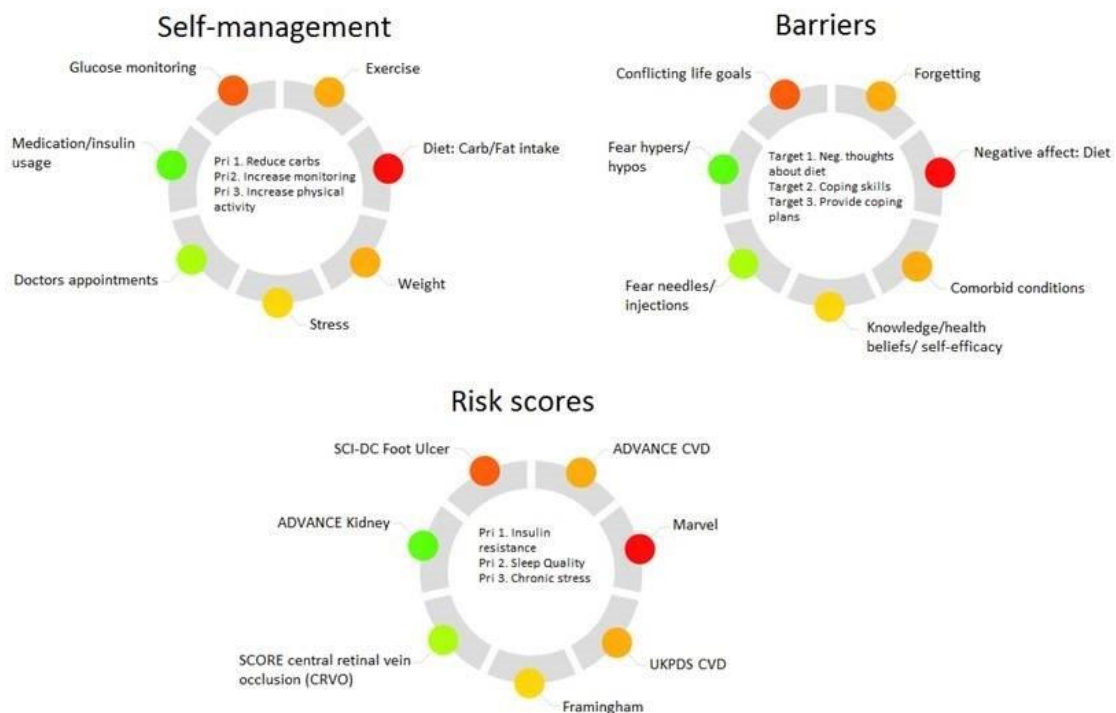 Self-management
Glucose monitoring
Exercise
Medication/insulin
usage
Diet: Carb/Fat intake
Pri 1. Reduce carbs
Pri2. Increase monitoring
Pri 3. Increase physical
activity
Doctors appointments
Weight
Stress
Barriers
Conflicting life goals
Forgetting
Fear hypers/
hypos
Negative affect: Diet
Target 1. Neg. thoughts
about diet
Target 2. Coping skills
Target 3. Provide coping
plans
Fear needles/
injections
Comorbid conditions
Knowledge/health
beliefs/ self-efficacy
Risk scores
SCI-DC Foot Ulcer
ADVANCE CVD
ADVANCE Kidney
Marvel
Pri 1. Insulin
resistance
Pri 2. Sleep Quality
Pri 3. Chronic stress
SCORE central retinal vein
occlusion (CRVO)
UKPDS CVD
Framingham